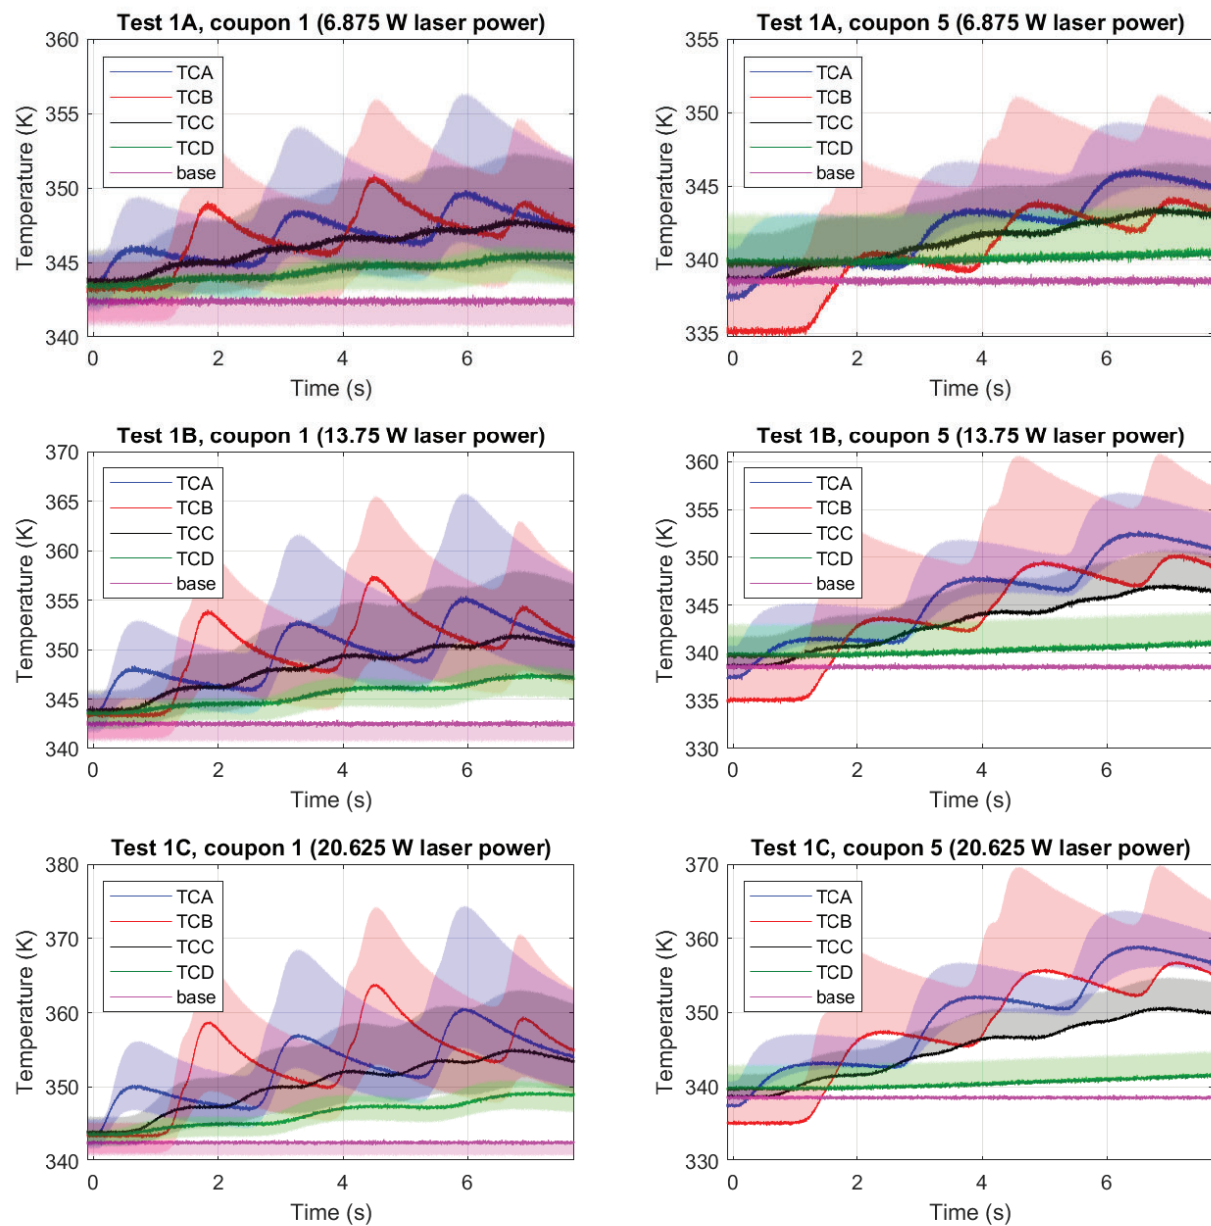 Test 1A, coupon 1 (6.875 W laser power)
360
355
350
345
340
Temperature (K)
TCA
TCB
TCC
TCD
base
0
2
4
6
Time (s)
Test 1A, coupon 5 (6.875 W laser power)
355
350
345
340
335
Temperature (K)
TCA
TCB
TCC
TCD
base
0
2
4
6
Time (s)
Test 1B, coupon 1 (13.75 W laser power)
370
365
360
355
350
345
340
Temperature (K)
TCA
TCB
TCC
TCD
base
0
2
4
6
Time (s)
Test 1B, coupon 5 (13.75 W laser power)
360
355
350
345
340
335
330
Temperature (K)
TCA
TCB
TCC
TCD
base
0
2
4
6
Time (s)
Test 1C, coupon 1 (20.625 W laser power)
380
370
360
350
340
Temperature (K)
TCA
TCB
TCC
TCD
base
0
2
4
6
Time (s)
Test 1C, coupon 5 (20.625 W laser power)
370
360
350
340
330
Temperature (K)
TCA
TCB
TCC
TCD
base
0
2
4
6
Time (s)